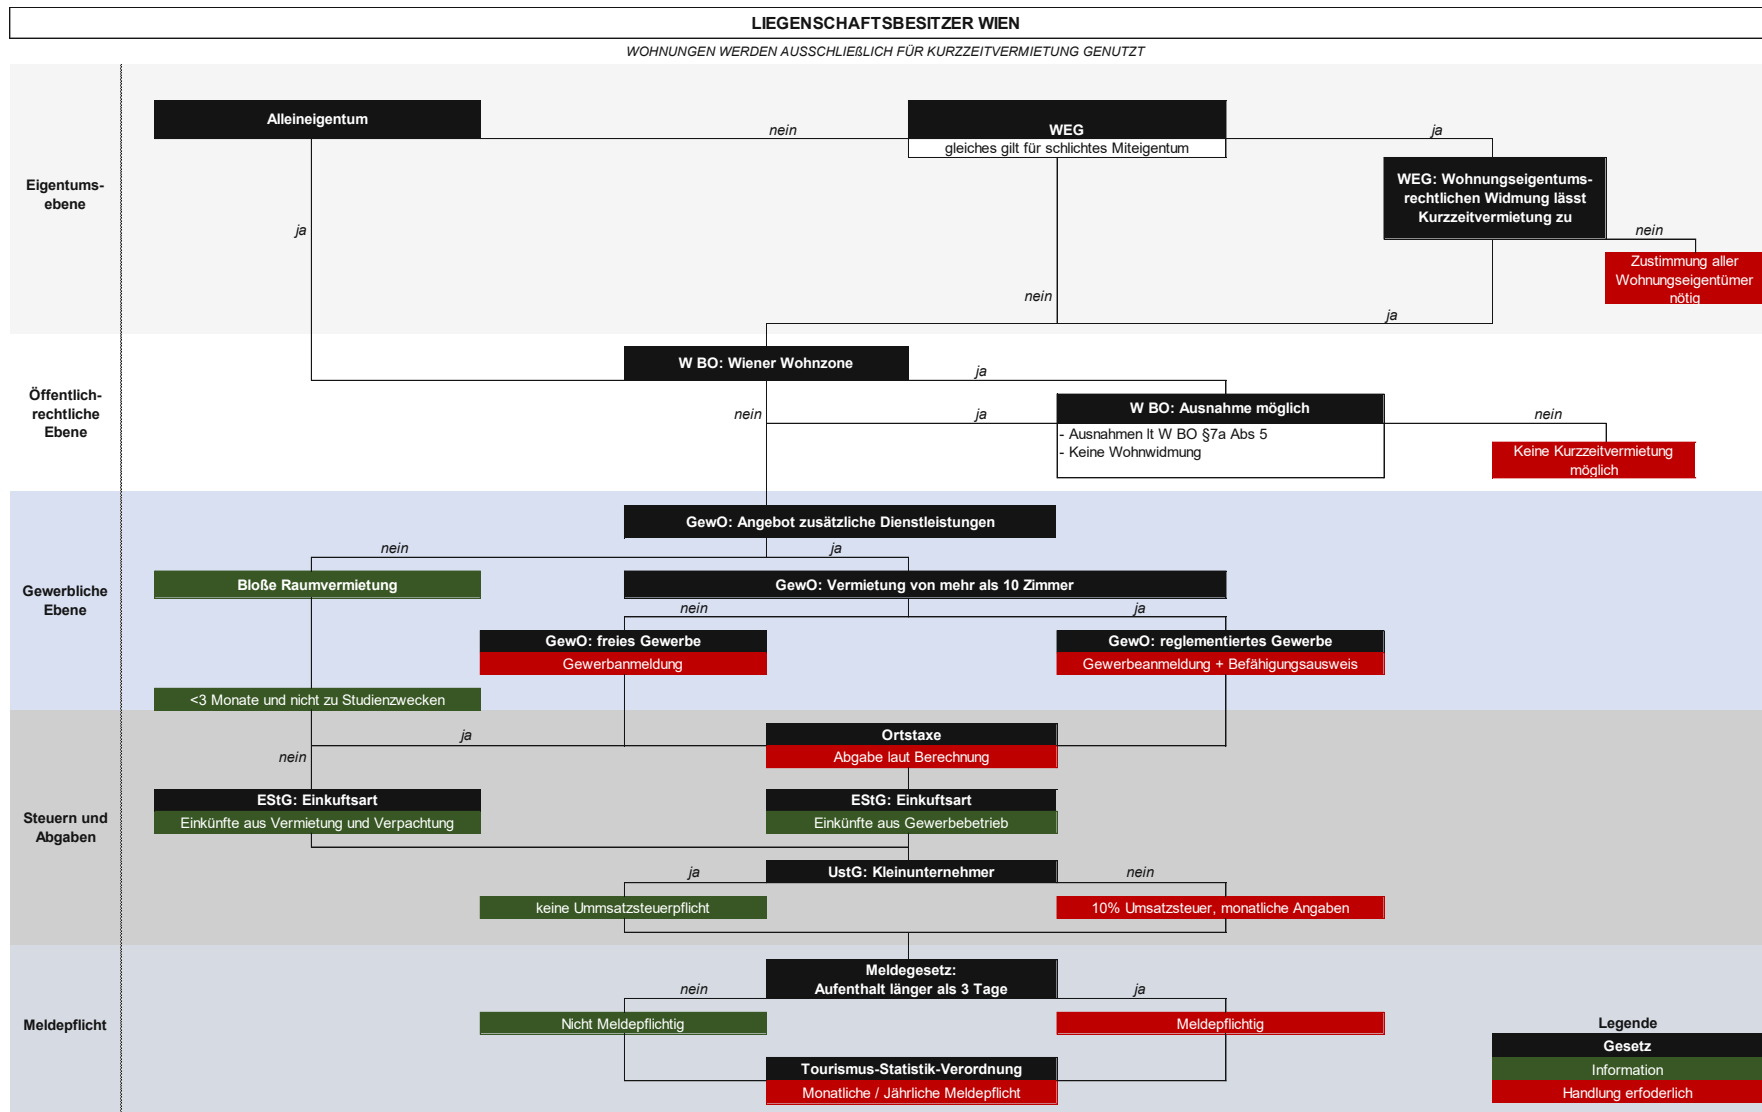 LIEGENSCHAFTSBESITZER WIEN
WOHNUNGEN WERDEN AUSSCHLIEßLICH FÜR KURZZEITVERMIETUNG GENUTZT
Eigentums-
ebene
Alleineigentum
nein
WEG
gleiches gilt für schlichtes Miteigentum
ja
WEG: Wohnungseigentums-
rechtlichen Widmung lässt
Kurzzeitvermietung zu
ja
nein
Zustimmung aller
Wohnungseigentümer
nötig
nein
ja
Öffentlich-
rechtliche
Ebene
W BO: Wiener Wohnzone
ja
nein
ja
W BO: Ausnahme möglich
- Ausnahmen lt W BO §7a Abs 5
- Keine Wohnwidmung
nein
Keine Kurzzeitvermietung
möglich
Gewerbliche
Ebene
GewO: Angebot zusätzliche Dienstleistungen
nein
ja
Bloße Raumvermietung
GewO: Vermietung von mehr als 10 Zimmer
nein
ja
GewO: freies Gewerbe
Gewerbanmeldung
GewO: reglementiertes Gewerbe
Gewerbeanmeldung + Befähigungsausweis
<3 Monate und nicht zu Studienzwecken
Steuern und
Abgaben
ja
nein
Ortstaxe
Abgabe laut Berechnung
EStG: Einkuftsart
Einkünfte aus Vermietung und Verpachtung
EStG: Einkuftsart
Einkünfte aus Gewerbebetrieb
ja
UstG: Kleinunternehmer
nein
keine Ummsatzsteuerpflicht
10% Umsatzsteuer, monatliche Angaben
Meldepflicht
Meldegesetz:
Aufenthalt länger als 3 Tage
nein
ja
Nicht Meldepflichtig
Meldepflichtig
Tourismus-Statistik-Verordnung
Monatliche / Jährliche Meldepflicht
Legende
Gesetz
Information
Handlung erfoderlich